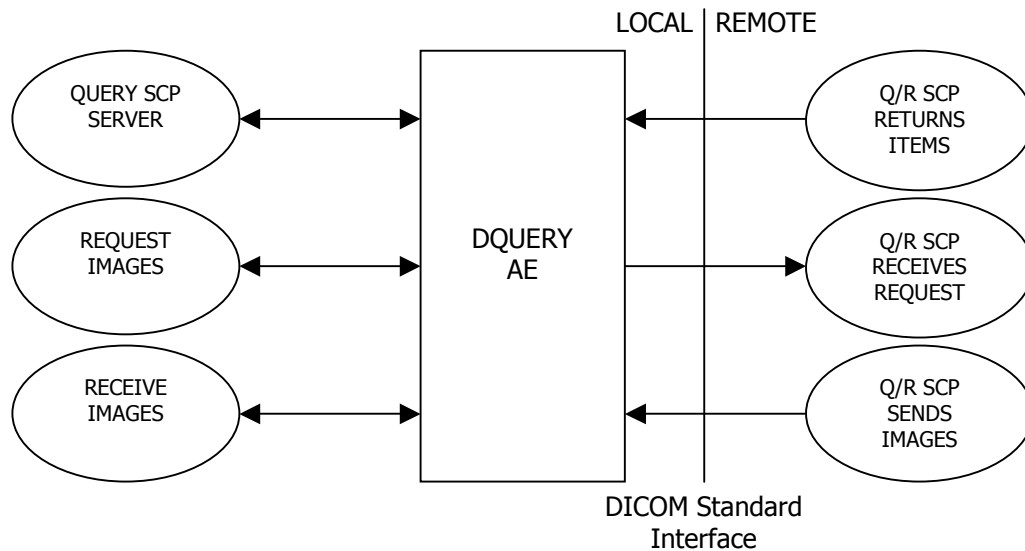 LOCAL
REMOTE
QUERY SCP
SERVER
Q/R SCP
RETURNS
ITEMS
REQUEST
IMAGES
DQUERY
AE
Q/R SCP
RECEIVES
REQUEST
RECEIVE
IMAGES
Q/R SCP
SENDS
IMAGES
DICOM Standard
Interface